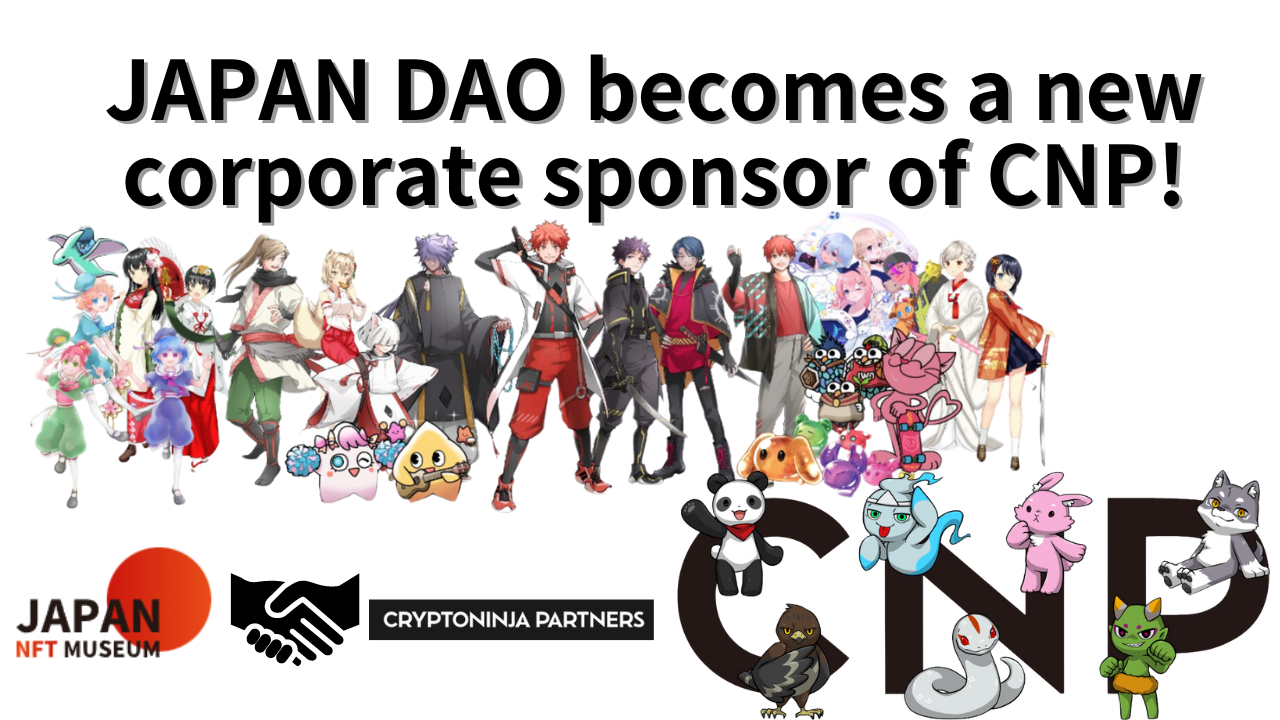 JAPAN DAO becomes a new
corporate sponsor of CNP!
JAPAN
NFT MUSEUM
CRYPTONINJA PARTNERS
CNP